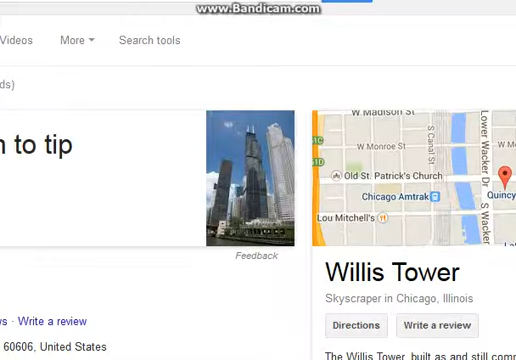 www.Bandicam.com
Videos
More
Search tools
ds)
n to tip
Feedback
ws · Write a review
60606, United States
W Madison St
W Monroe St
S Canal St
Lower Wacker Dr
S Wacker
W Mo
Old St. Patrick's Church
Chicago Amtrak
Quincy
Lou Mitchell's
Willis Tower
Skyscraper in Chicago, Illinois
Directions
Write a review
The Willis Tower, built as and still com